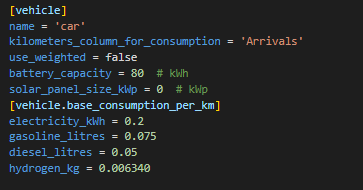 [vehicle]
name = 'car'
kilometers_column_for_consumption = 'Arrivals'
use_weighted = false
battery_capacity = 80  # kWh
solar_panel_size_kWp = 0  # kWp
[vehicle.base_consumption_per_km]
electricity_kWh = 0.2
gasoline_litres = 0.075
diesel_litres = 0.05
hydrogen_kg = 0.006340